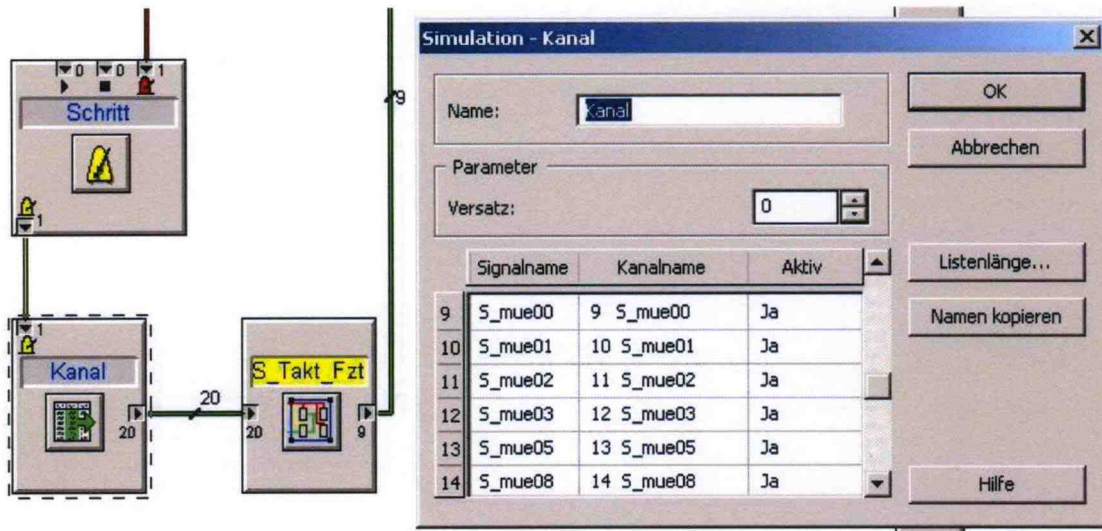 0 0 1
Schritt
1
1
Kanal
20
20
S_Takt_Fzt
20
9
9
Simulation - Kanal
Name: Kanal
Parameter
Versatz: 0
Signalname Kanalname Aktiv
9 S_mue00 9 S_mue00 Ja
10 S_mue01 10 S_mue01 Ja
11 S_mue02 11 S_mue02 Ja
12 S_mue03 12 S_mue03 Ja
13 S_mue05 13 S_mue05 Ja
14 S_mue08 14 S_mue08 Ja
OK
Abbrechen
Listenlänge...
Namen kopieren
Hilfe